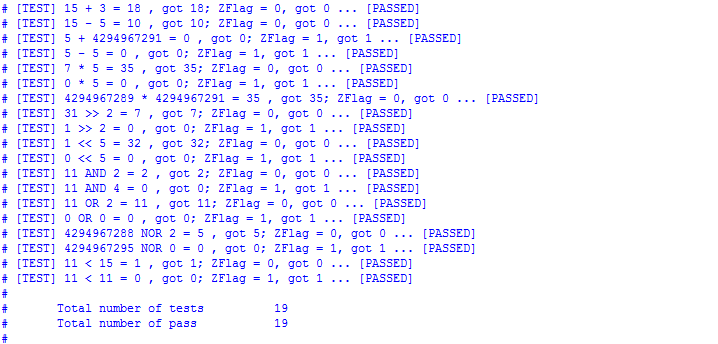 # [TEST] 15 + 3 = 18 , got 18; ZFlag = 0, got 0 ... [PASSED]
# [TEST] 15 - 5 = 10 , got 10; ZFlag = 0, got 0 ... [PASSED]
# [TEST] 5 + 4294967291 = 0 , got 0; ZFlag = 1, got 1 ... [PASSED]
# [TEST] 5 - 5 = 0 , got 0; ZFlag = 1, got 1 ... [PASSED]
# [TEST] 7 * 5 = 35 , got 35; ZFlag = 0, got 0 ... [PASSED]
# [TEST] 0 * 5 = 0 , got 0; ZFlag = 1, got 1 ... [PASSED]
# [TEST] 4294967289 * 4294967291 = 35 , got 35; ZFlag = 0, got 0 ... [PASSED]
# [TEST] 31 >> 2 = 7 , got 7; ZFlag = 0, got 0 ... [PASSED]
# [TEST] 1 >> 2 = 0 , got 0; ZFlag = 1, got 1 ... [PASSED]
# [TEST] 1 << 5 = 32 , got 32; ZFlag = 0, got 0 ... [PASSED]
# [TEST] 0 << 5 = 0 , got 0; ZFlag = 1, got 1 ... [PASSED]
# [TEST] 11 AND 2 = 2 , got 2; ZFlag = 0, got 0 ... [PASSED]
# [TEST] 11 AND 4 = 0 , got 0; ZFlag = 1, got 1 ... [PASSED]
# [TEST] 11 OR 2 = 11 , got 11; ZFlag = 0, got 0 ... [PASSED]
# [TEST] 0 OR 0 = 0 , got 0; ZFlag = 1, got 1 ... [PASSED]
# [TEST] 4294967288 NOR 2 = 5 , got 5; ZFlag = 0, got 0 ... [PASSED]
# [TEST] 4294967295 NOR 0 = 0 , got 0; ZFlag = 1, got 1 ... [PASSED]
# [TEST] 11 < 15 = 1 , got 1; ZFlag = 0, got 0 ... [PASSED]
# [TEST] 11 < 11 = 0 , got 0; ZFlag = 1, got 1 ... [PASSED]
#
#       Total number of tests          19
#       Total number of pass           19
#